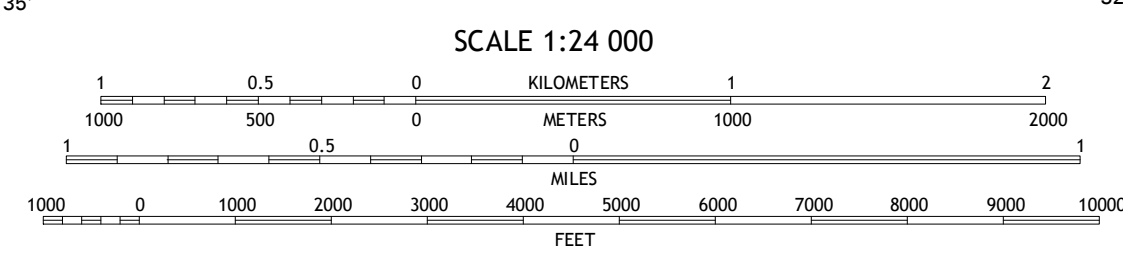 35'
SCALE 1:24 000
1 0.5 0 KILOMETERS 1 2
1000 500 0 METERS 1000 2000
1 0.5 0 1
MILES
1000 0 1000 2000 3000 4000 5000 6000 7000 8000 9000 10000
FEET